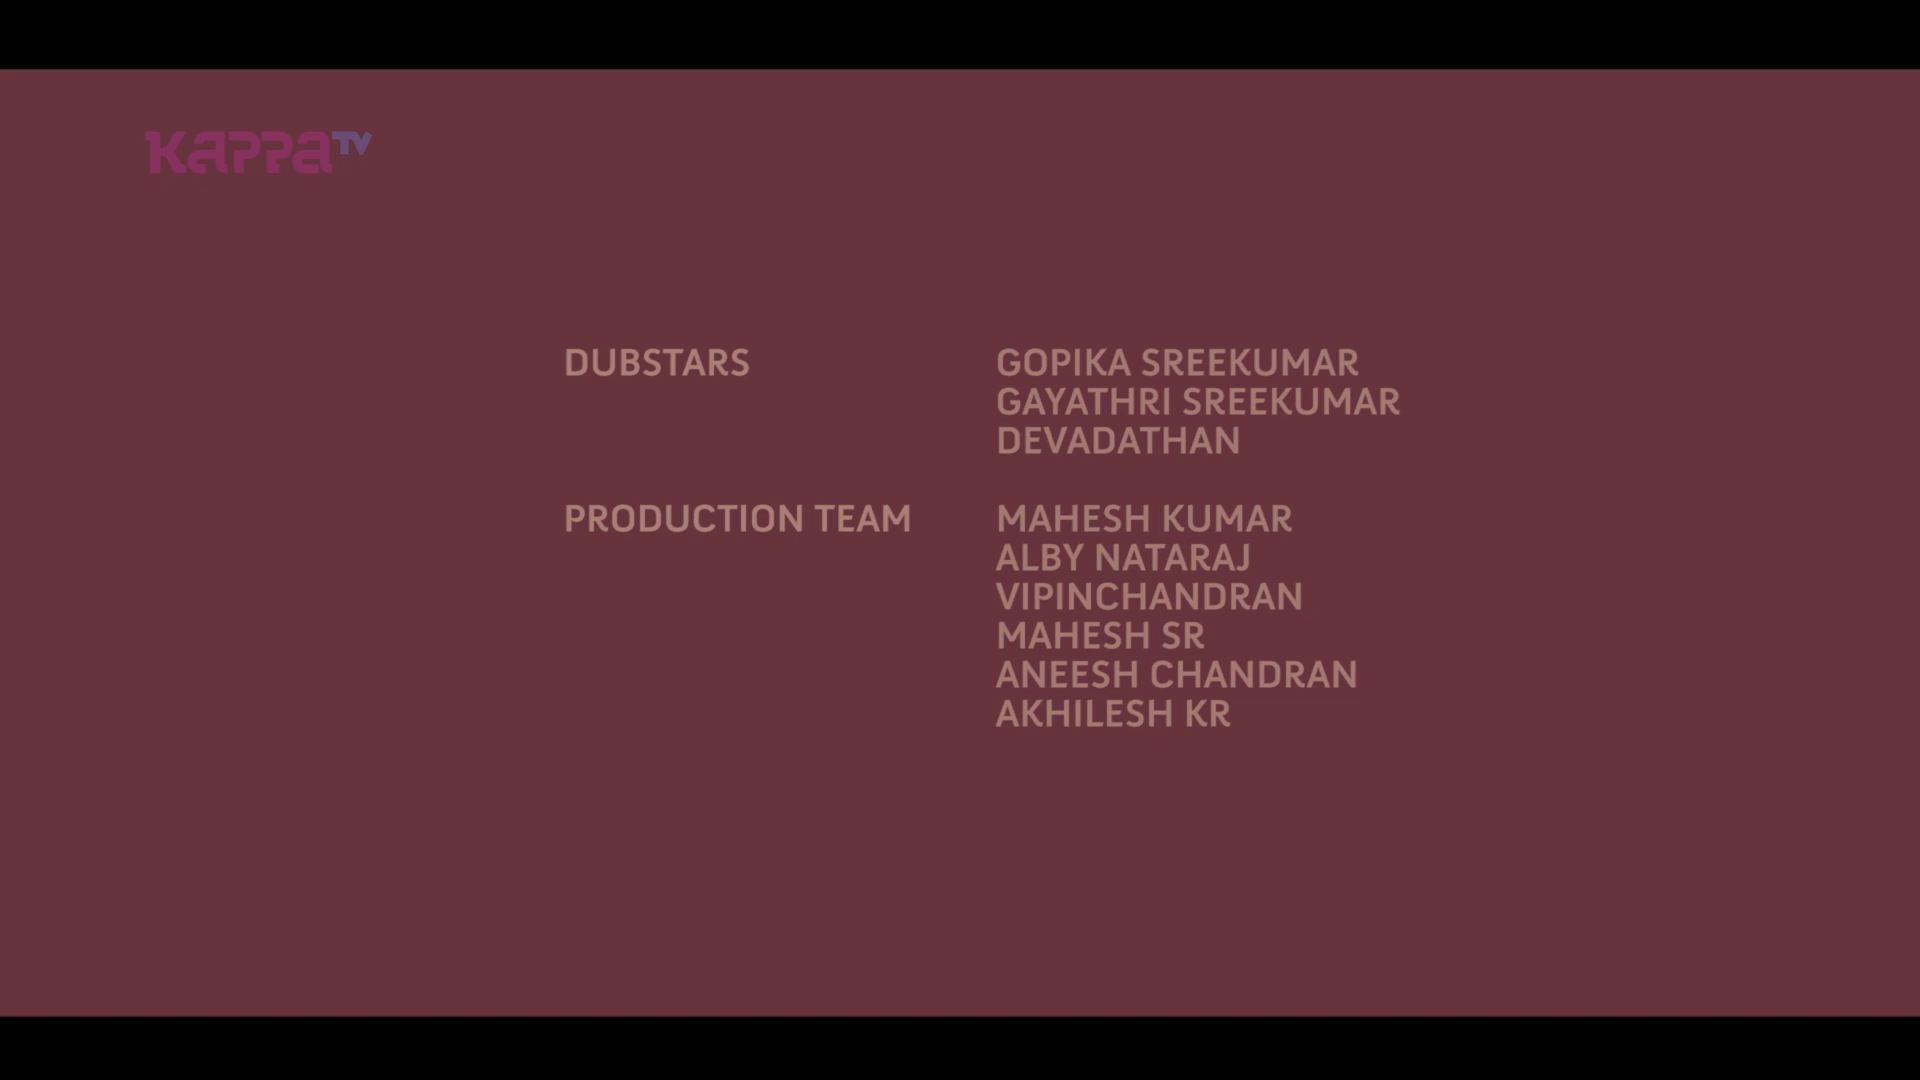 KAPPA TV
DUBSTARS GOPIKA SREEKUMAR
GAYATHRI SREEKUMAR
DEVADATHAN
PRODUCTION TEAM MAHESH KUMAR
ALBY NATARAJ
VIPINCHANDRAN
MAHESH SR
ANEESH CHANDRAN
AKHILESH KR